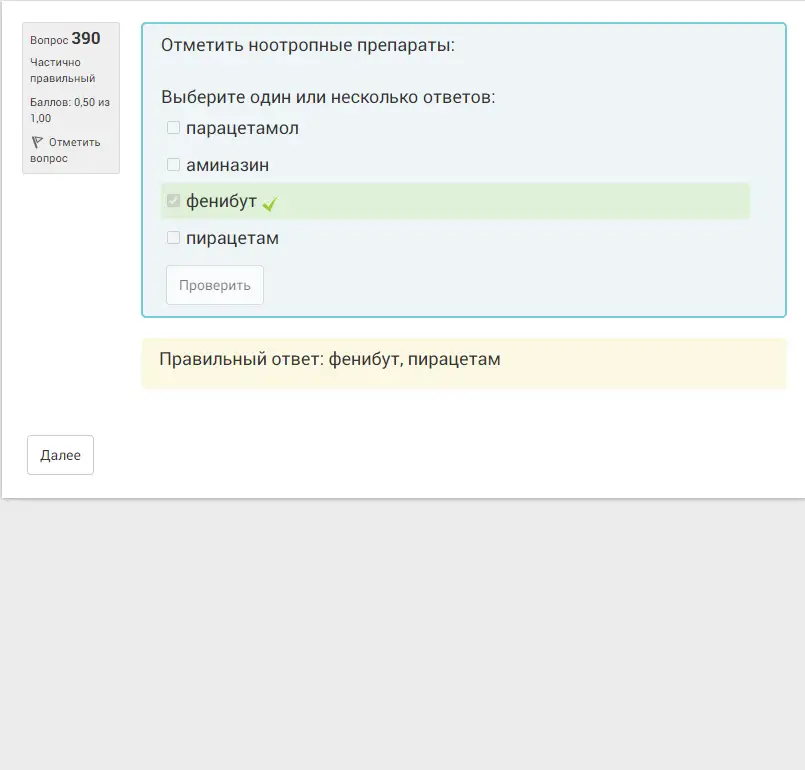 Вопрос 390
Частично
правильный
Баллов: 0,50 из
1,00
Отметить
вопрос
Отметить ноотропные препараты:
Выберите один или несколько ответов:
парацетамол
аминазин
фенибут
пирацетам
Проверить
Правильный ответ: фенибут, пирацетам
Далее